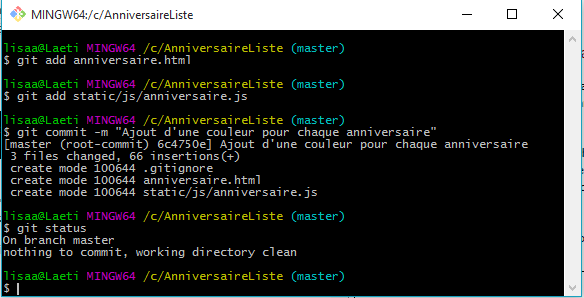 MINGW64:/c/AnniversaireListe
lisaa@Laeti MINGW64 /c/AnniversaireListe (master)
$ git add anniversaire.html
lisaa@Laeti MINGW64 /c/AnniversaireListe (master)
$ git add static/js/anniversaire.js
lisaa@Laeti MINGW64 /c/AnniversaireListe (master)
$ git commit -m "Ajout d'une couleur pour chaque anniversaire"
[master (root-commit) 6c4750e] Ajout d'une couleur pour chaque anniversaire
3 files changed, 66 insertions(+)
create mode 100644 .gitignore
create mode 100644 anniversaire.html
create mode 100644 static/js/anniversaire.js
lisaa@Laeti MINGW64 /c/AnniversaireListe (master)
$ git status
On branch master
nothing to commit, working directory clean
lisaa@Laeti MINGW64 /c/AnniversaireListe (master)
$